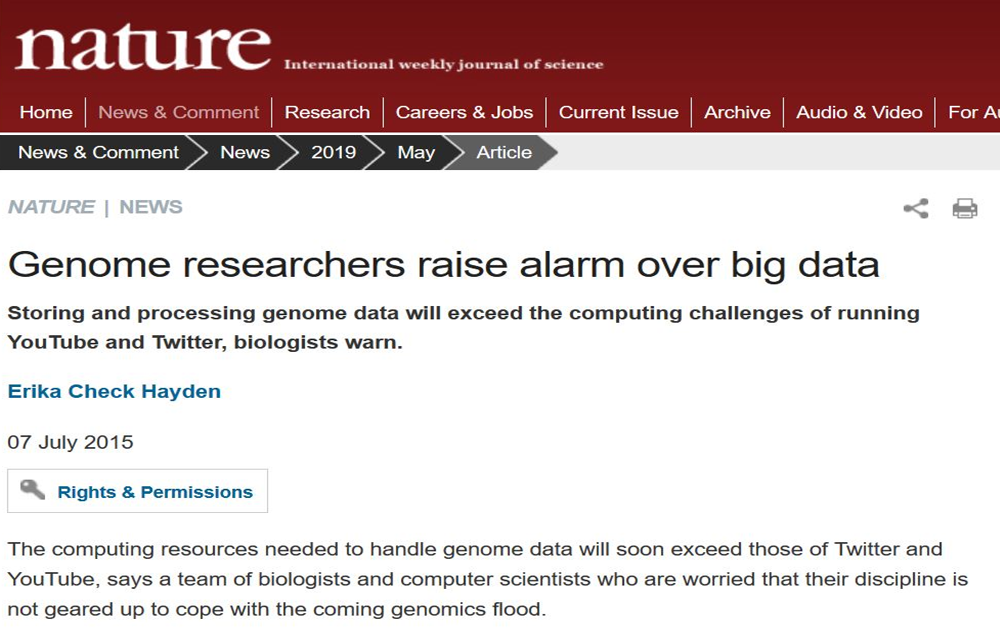 nature International weekly journal of science
Home | News & Comment | Research | Careers & Jobs | Current Issue | Archive | Audio & Video | For Au
News & Comment News 2019 May Article
NATURE | NEWS
Genome researchers raise alarm over big data
Storing and processing genome data will exceed the computing challenges of running
YouTube and Twitter, biologists warn.
Erika Check Hayden
07 July 2015
Rights & Permissions
The computing resources needed to handle genome data will soon exceed those of Twitter and
YouTube, says a team of biologists and computer scientists who are worried that their discipline is
not geared up to cope with the coming genomics flood.